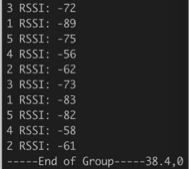 3 RSSI: -72
1 RSSI: -89
5 RSSI: -75
4 RSSI: -56
2 RSSI: -62
3 RSSI: -73
1 RSSI: -83
5 RSSI: -82
4 RSSI: -58
2 RSSI: -61
-----End of Group-----38.4,0